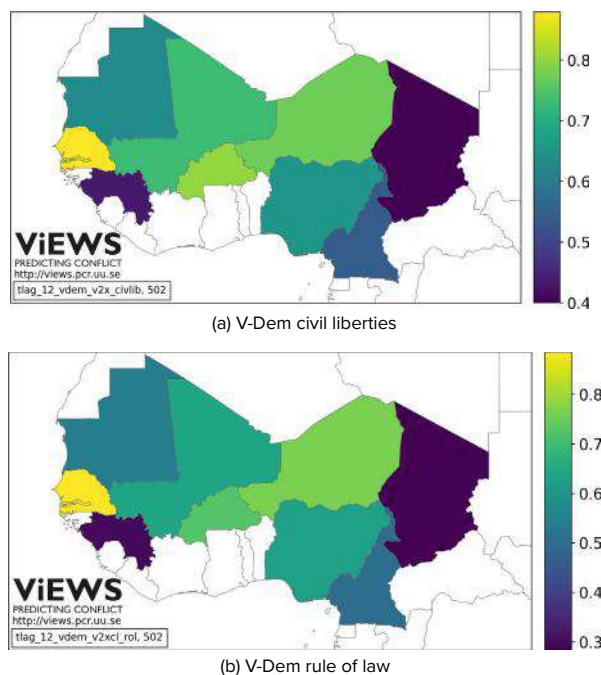 0.8
0.7
0.6
0.5
0.4
ViEWS
PREDICTING CONFLICT
http://views.pcr.uu.se
tlag_12_vdem_v2x_civlib, 502
(a) V-Dem civil liberties
0.8
0.7
0.6
0.5
0.4
0.3
ViEWS
PREDICTING CONFLICT
http://views.pcr.uu.se
tlag_12_vdem_v2xcl_rol, 502
(b) V-Dem rule of law